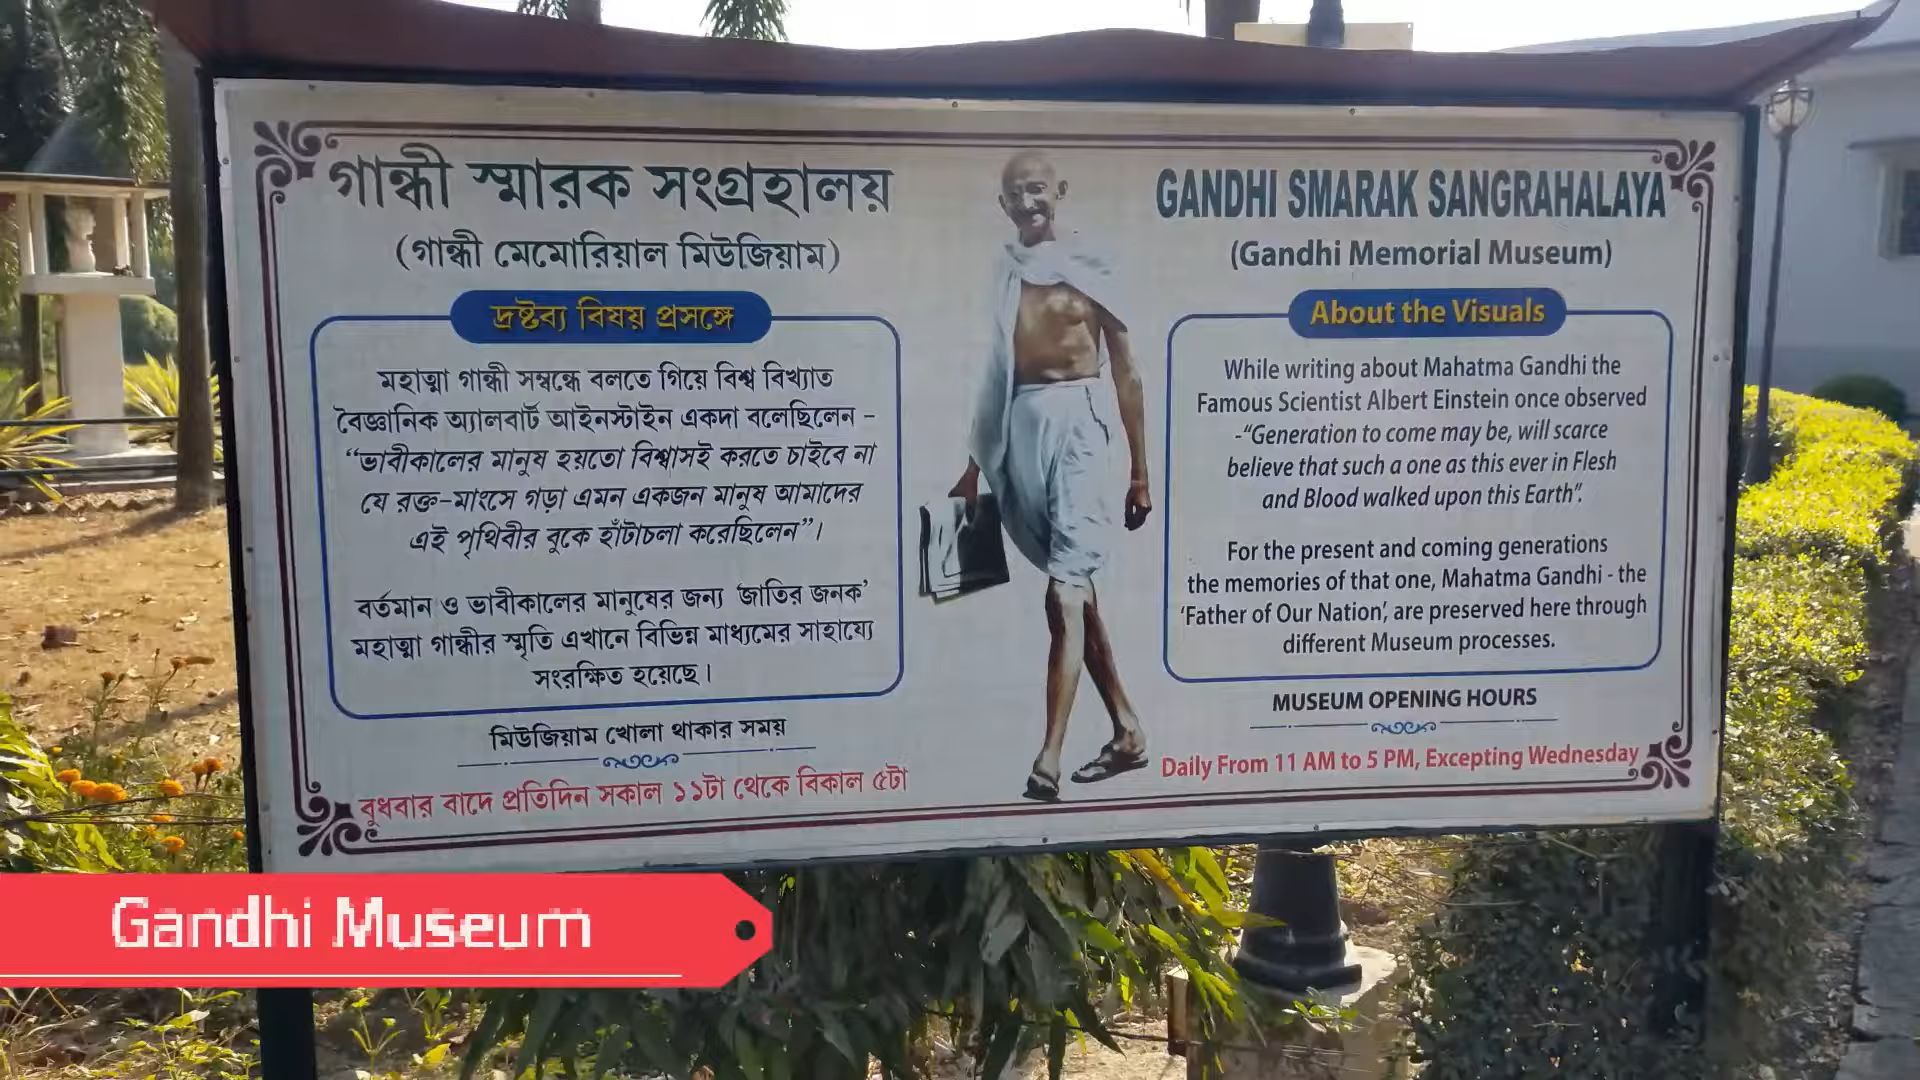 গান্ধী স্মারক সংগ্রহালয়
(গান্ধী মেমোরিয়াল মিউজিয়াম)
দ্রষ্টব্য বিষয় প্রসঙ্গে
মহাত্মা গান্ধী সম্বন্ধে বলতে গিয়ে বিশ্ব বিখ্যাত
বৈজ্ঞানিক অ্যালবার্ট আইনস্টাইন একদা বলেছিলেন -
“ভাবীকালের মানুষ হয়তো বিশ্বাসই করতে চাইবে না
যে রক্ত-মাংসে গড়া এমন একজন মানুষ আমাদের
এই পৃথিবীর বুকে হাঁটাচলা করেছিলেন”।
বর্তমান ও ভাবীকালের মানুষের জন্য ‘জাতির জনক’
মহাত্মা গান্ধীর স্মৃতি এখানে বিভিন্ন মাধ্যমের সাহায্যে
সংরক্ষিত হয়েছে।
মিউজিয়াম খোলা থাকার সময়
বুধবার বাদে প্রতিদিন সকাল ১১টা থেকে বিকাল ৫টা
GANDHI SMARAK SANGRAHALAYA
(Gandhi Memorial Museum)
About the Visuals
While writing about Mahatma Gandhi the
Famous Scientist Albert Einstein once observed
-“Generation to come may be, will scarce
believe that such a one as this ever in Flesh
and Blood walked upon this Earth”.
For the present and coming generations
the memories of that one, Mahatma Gandhi - the
‘Father of Our Nation’, are preserved here through
different Museum processes.
MUSEUM OPENING HOURS
Daily From 11 AM to 5 PM, Excepting Wednesday
Gandhi Museum